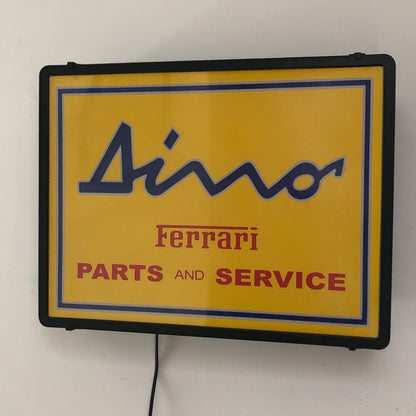 Dino
Ferrari
PARTS AND SERVICE